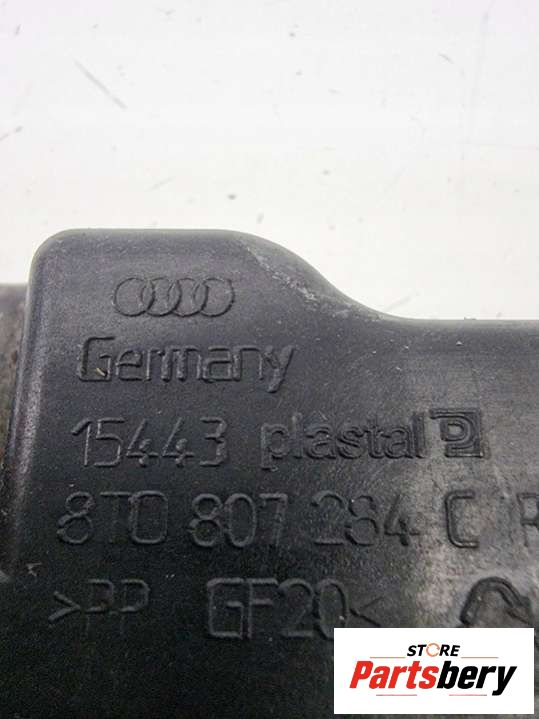 Germany
15443 plastal P
8T0 807 284 C R
>PP GF20<
STORE
Partsbery